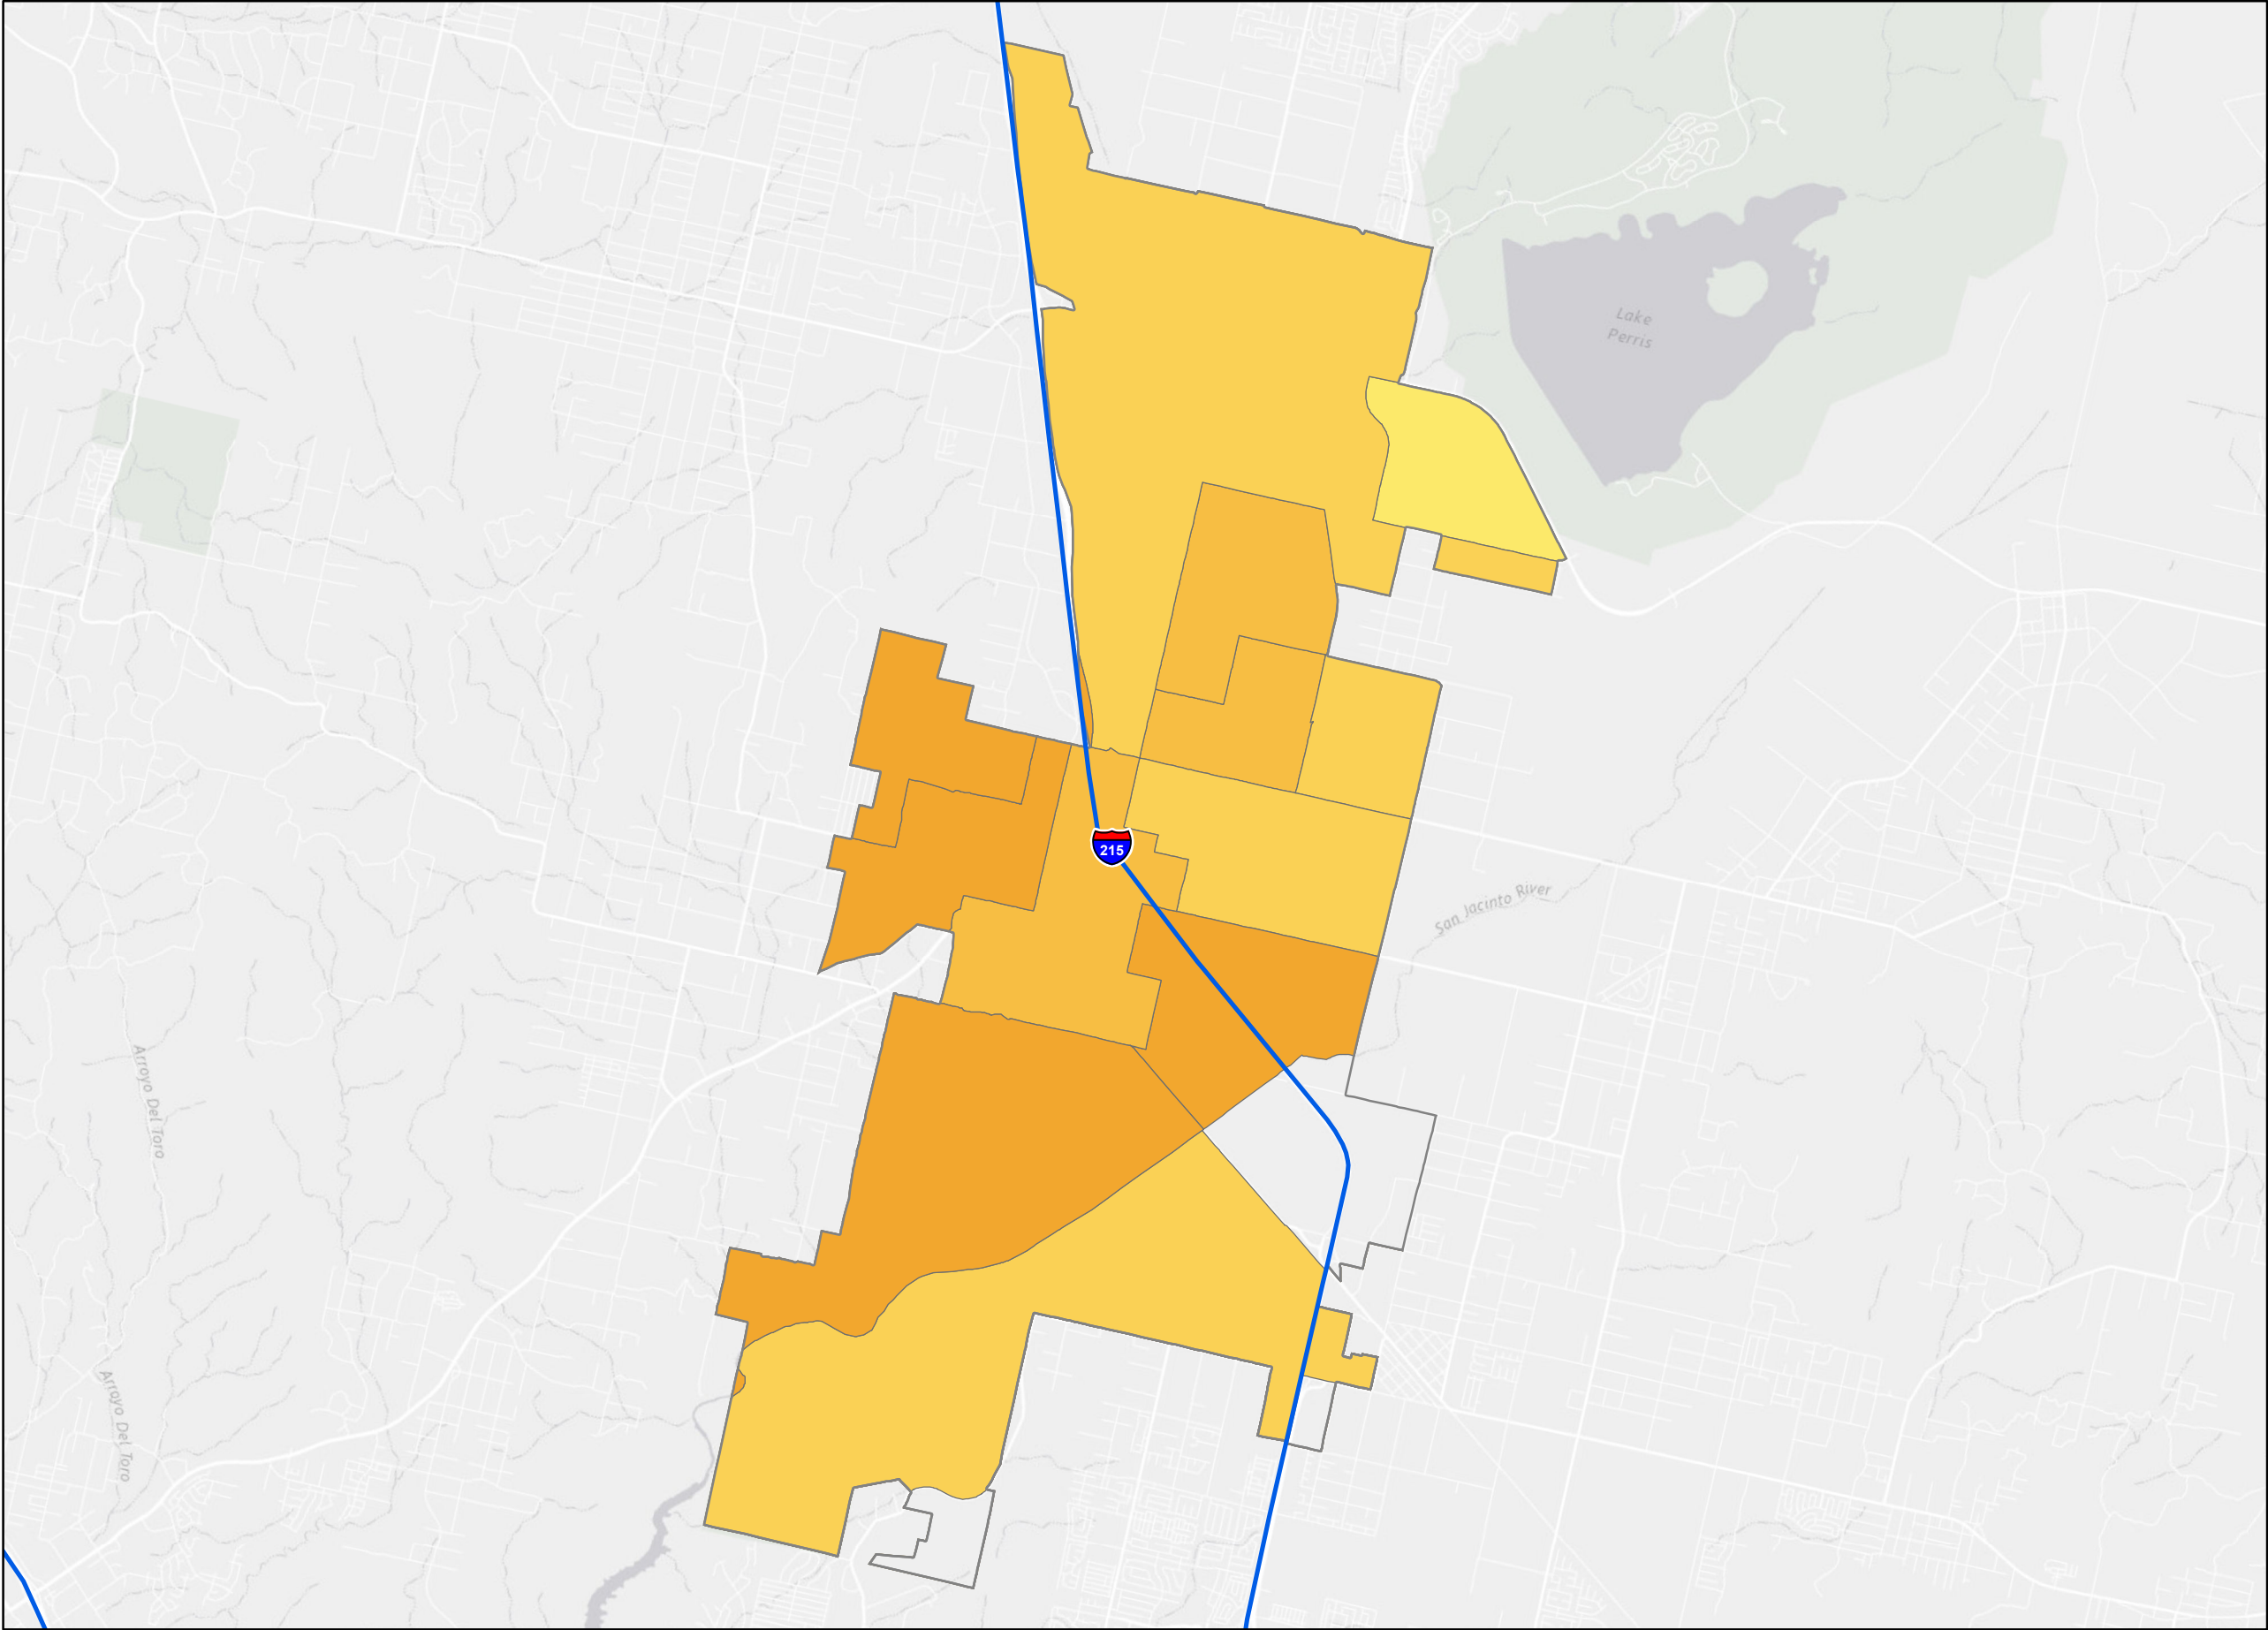 Lake
Perris
215
San Jacinto River
Arroyo Del Toro
Arroyo Del Toro